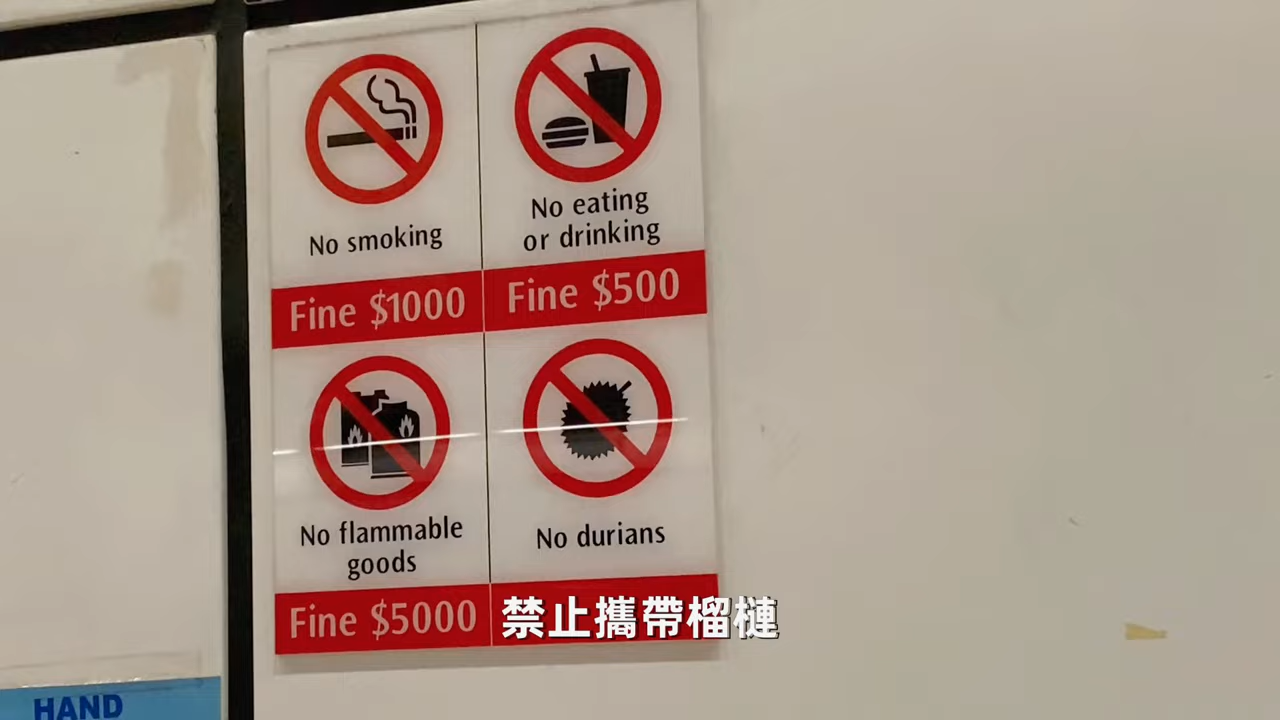 No smoking
Fine $1000
No eating
or drinking
Fine $500
No flammable
goods
Fine $5000
No durians
禁止攜帶榴槤
HAND